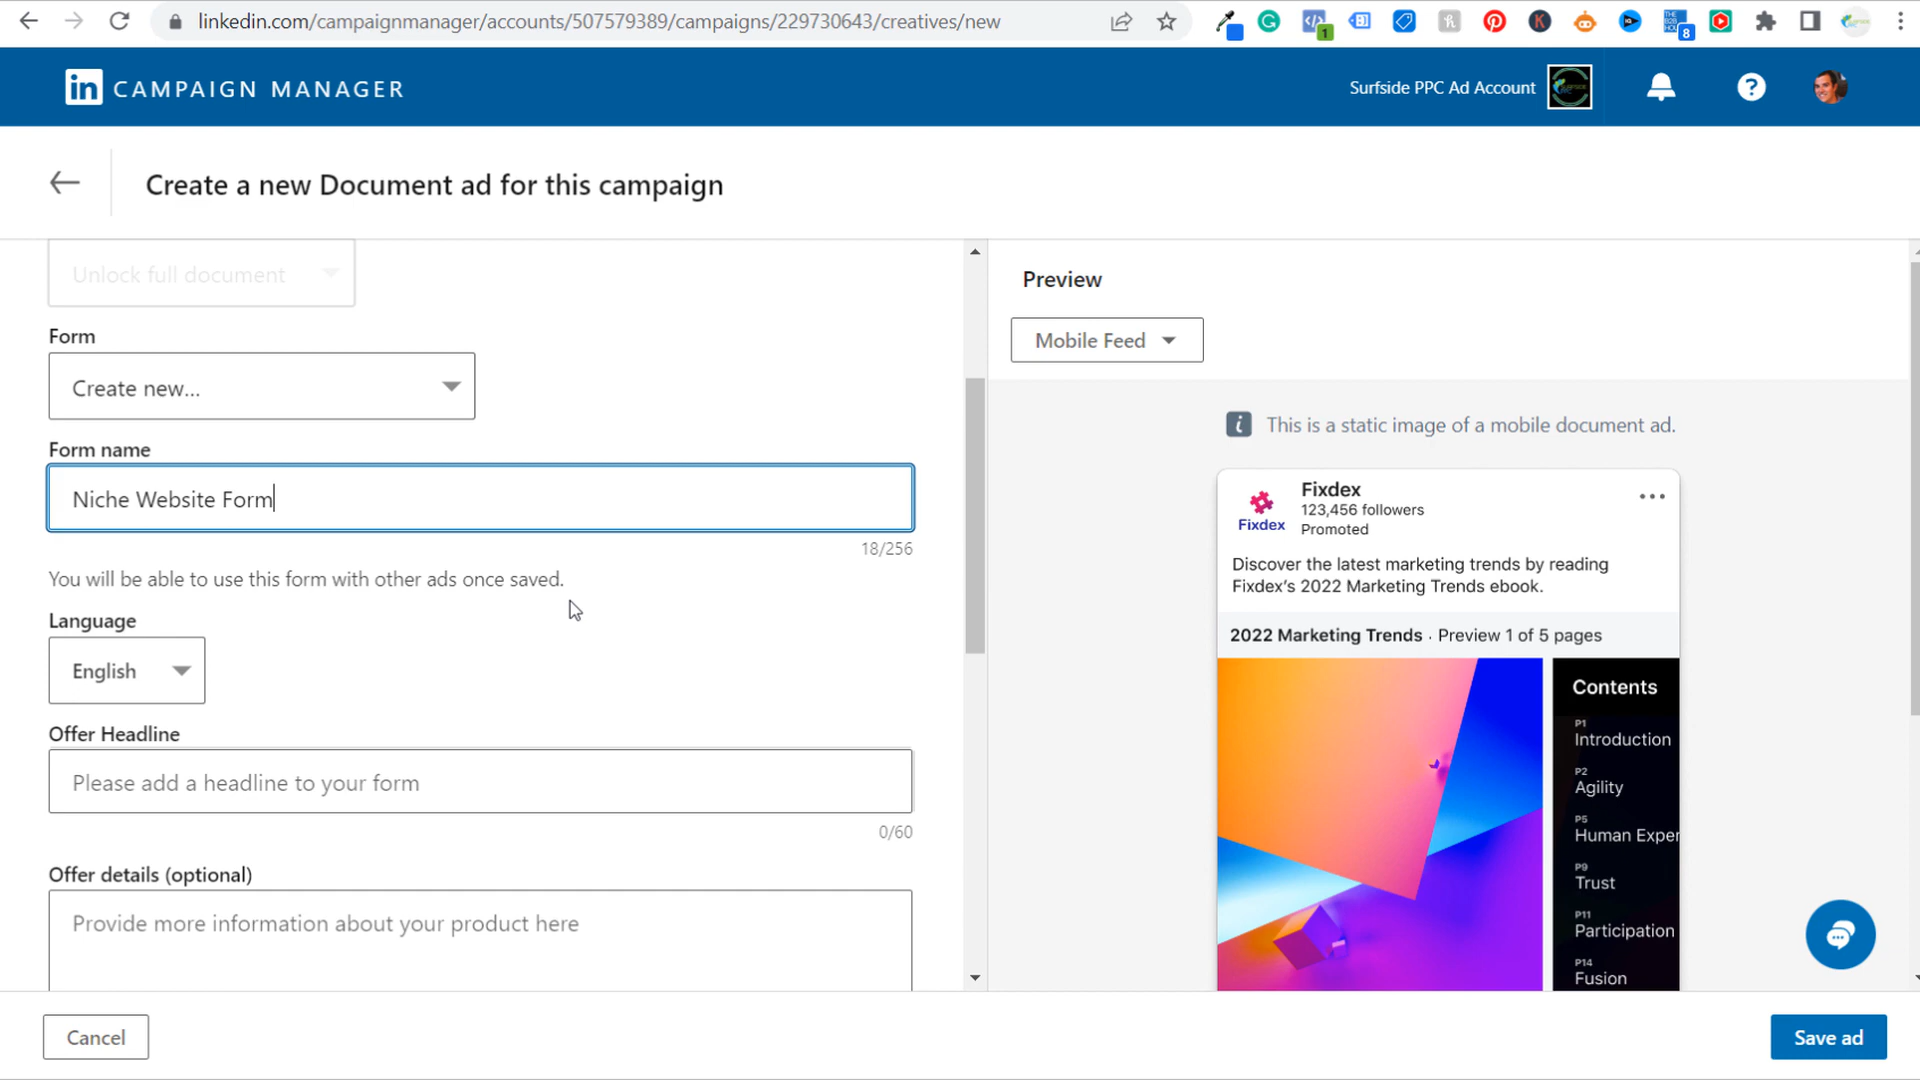 linkedin.com/campaignmanager/accounts/507579389/campaigns/229730643/creatives/new
1
8
in CAMPAIGN MANAGER
Surfside PPC Ad Account
Create a new Document ad for this campaign
Unlock full document
Form
Create new...
Form name
Niche Website Form
18/256
You will be able to use this form with other ads once saved.
Language
English
Offer Headline
Please add a headline to your form
0/60
Offer details (optional)
Provide more information about your product here
Cancel
Preview
Mobile Feed
This is a static image of a mobile document ad.
Fixdex
Fixdex
123,456 followers
Promoted
Discover the latest marketing trends by reading
Fixdex's 2022 Marketing Trends ebook.
2022 Marketing Trends · Preview 1 of 5 pages
Contents
P1
Introduction
P2
Agility
P5
Human Exper
P9
Trust
P11
Participation
P14
Fusion
Save ad